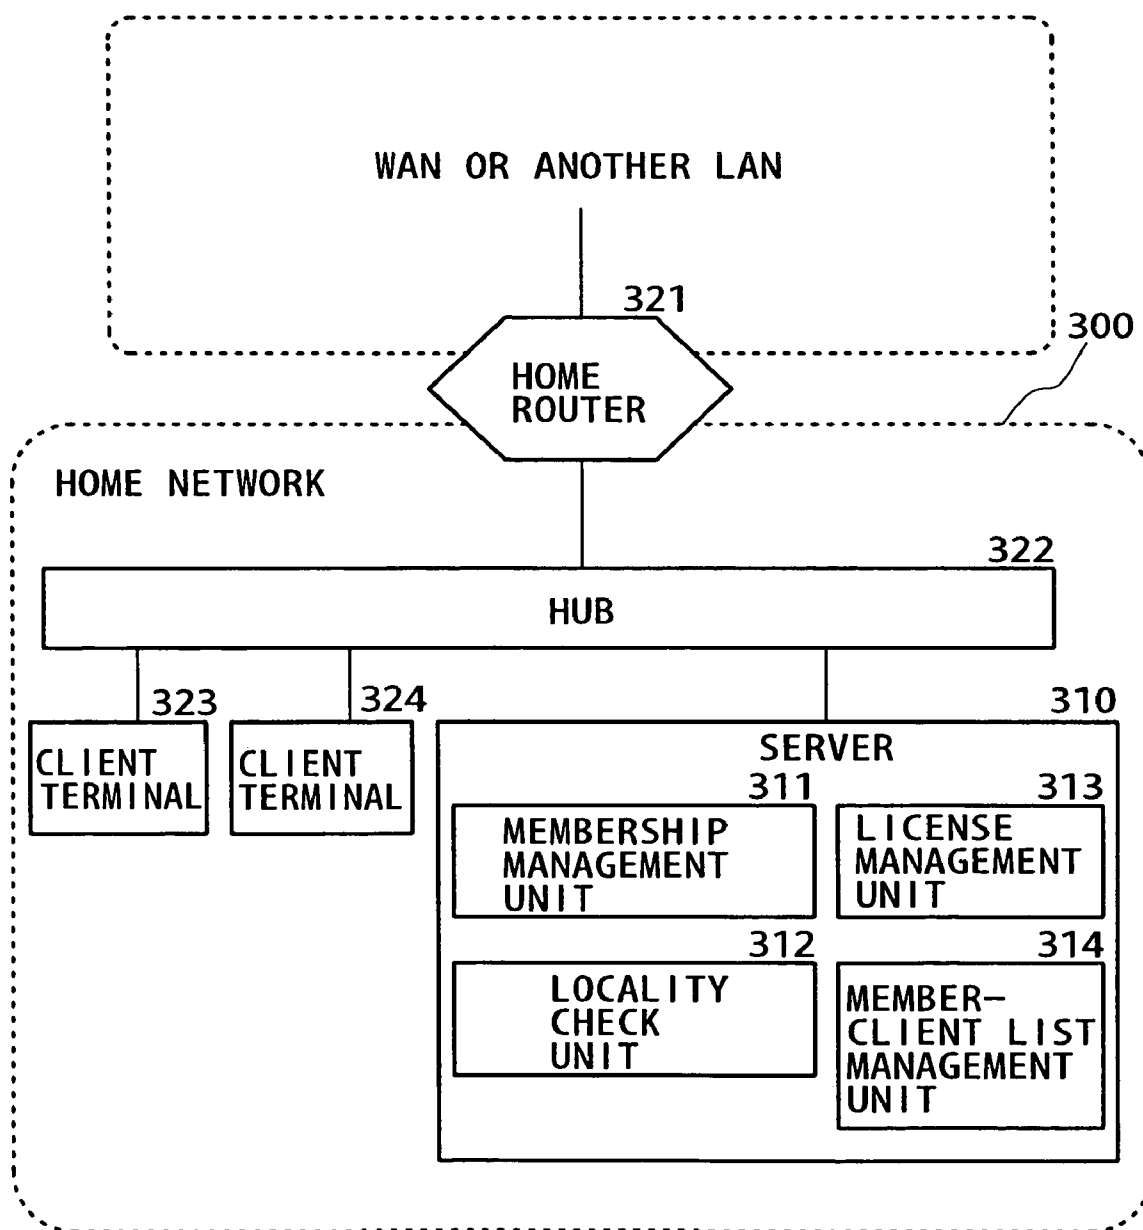 WAN OR ANOTHER LAN
321
300
HOME
ROUTER
HOME NETWORK
322
HUB
323
324
310
CLIENT
TERMINAL
CLIENT
TERMINAL
SERVER
311
313
MEMBERSHIP
MANAGEMENT
UNIT
LICENSE
MANAGEMENT
UNIT
312
314
LOCALITY
CHECK
UNIT
MEMBER-
CLIENT LIST
MANAGEMENT
UNIT